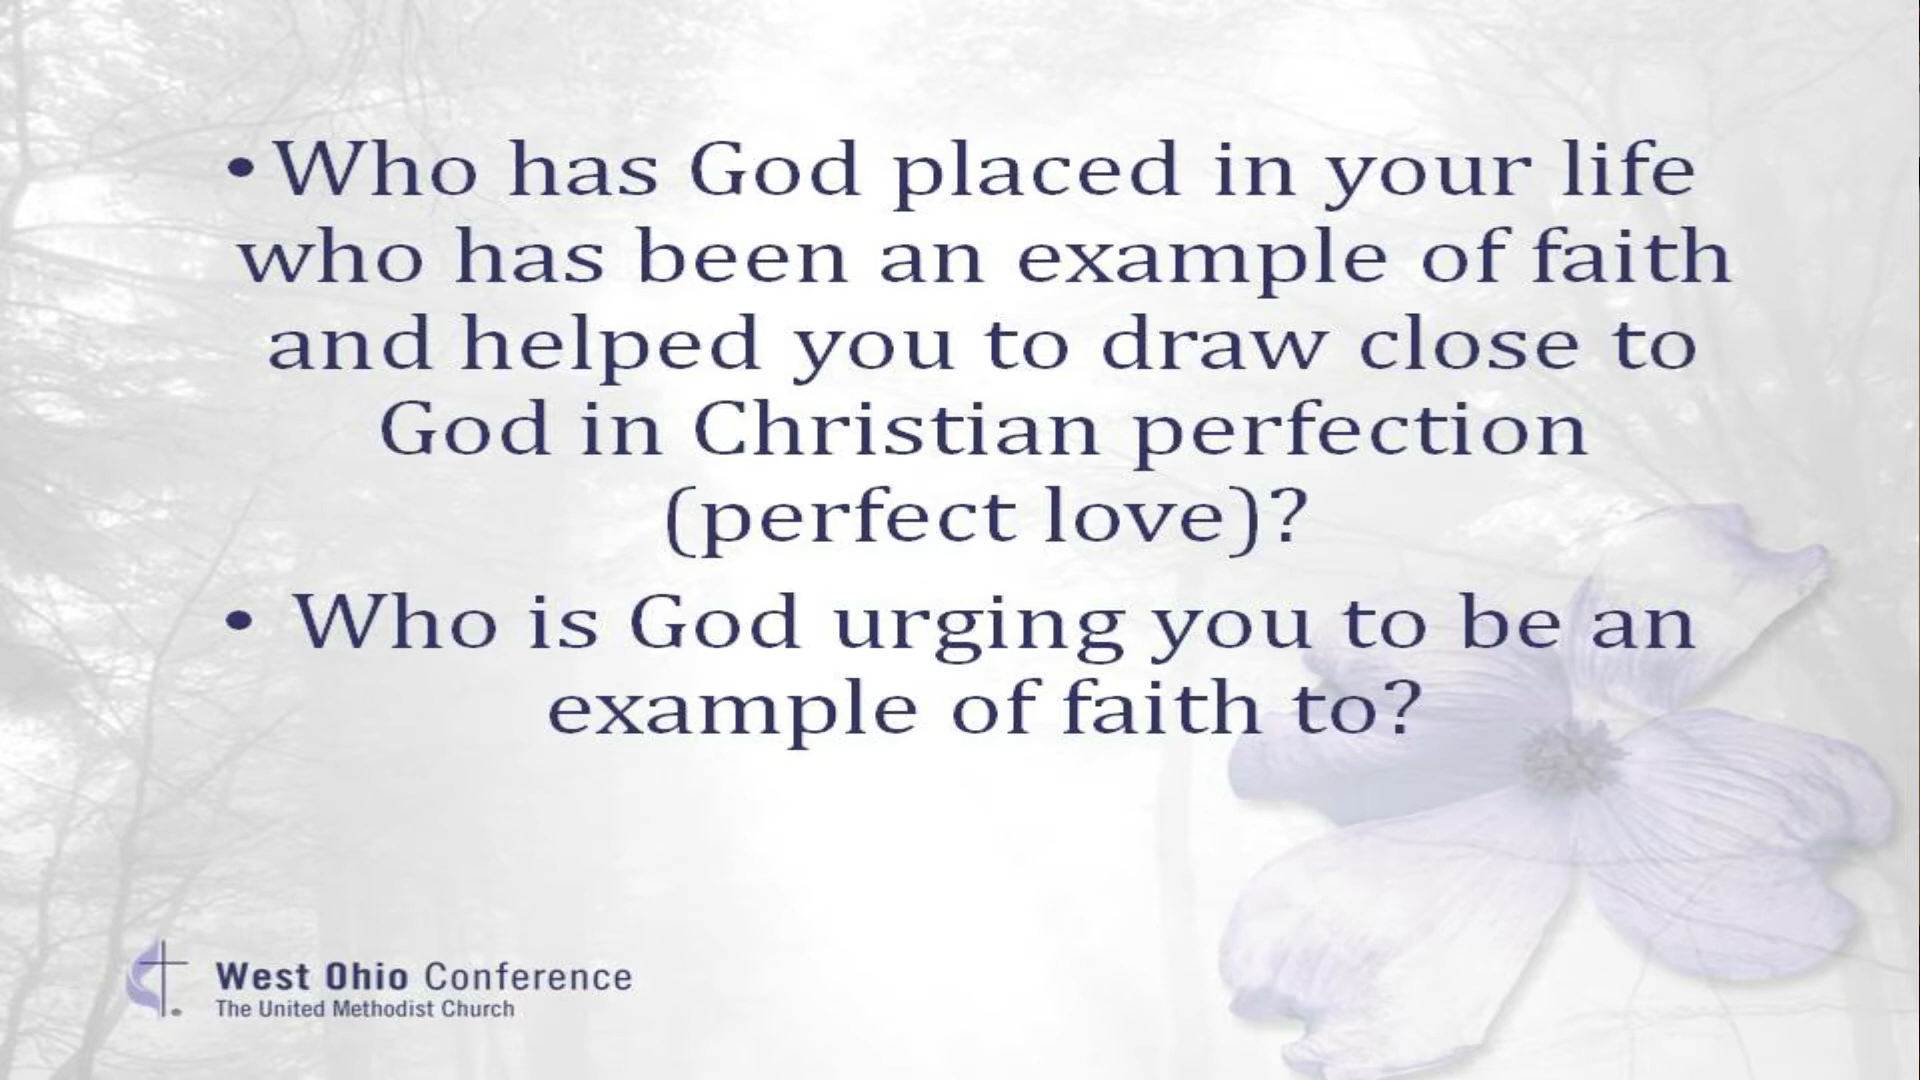 • Who has God placed in your life
who has been an example of faith
and helped you to draw close to
God in Christian perfection
(perfect love)?
• Who is God urging you to be an
example of faith to?
West Ohio Conference
The United Methodist Church